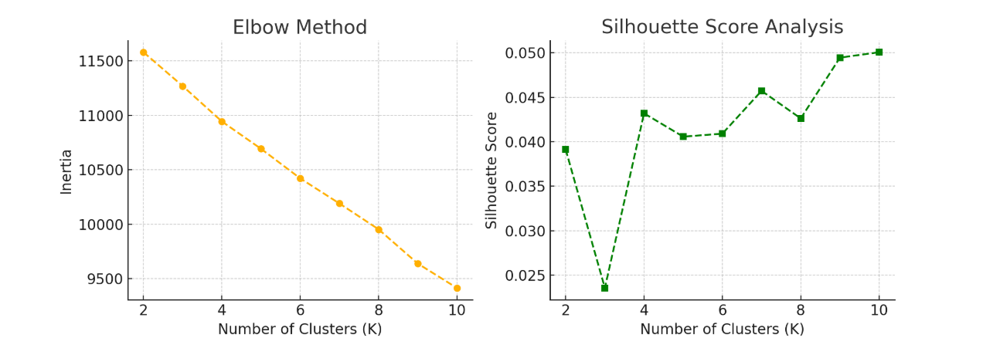 Elbow Method
11500
11000
10500
10000
9500
Inertia
2 4 6 8 10
Number of Clusters (K)
Silhouette Score Analysis
0.050
0.045
0.040
0.035
0.030
0.025
Silhouette Score
2 4 6 8 10
Number of Clusters (K)